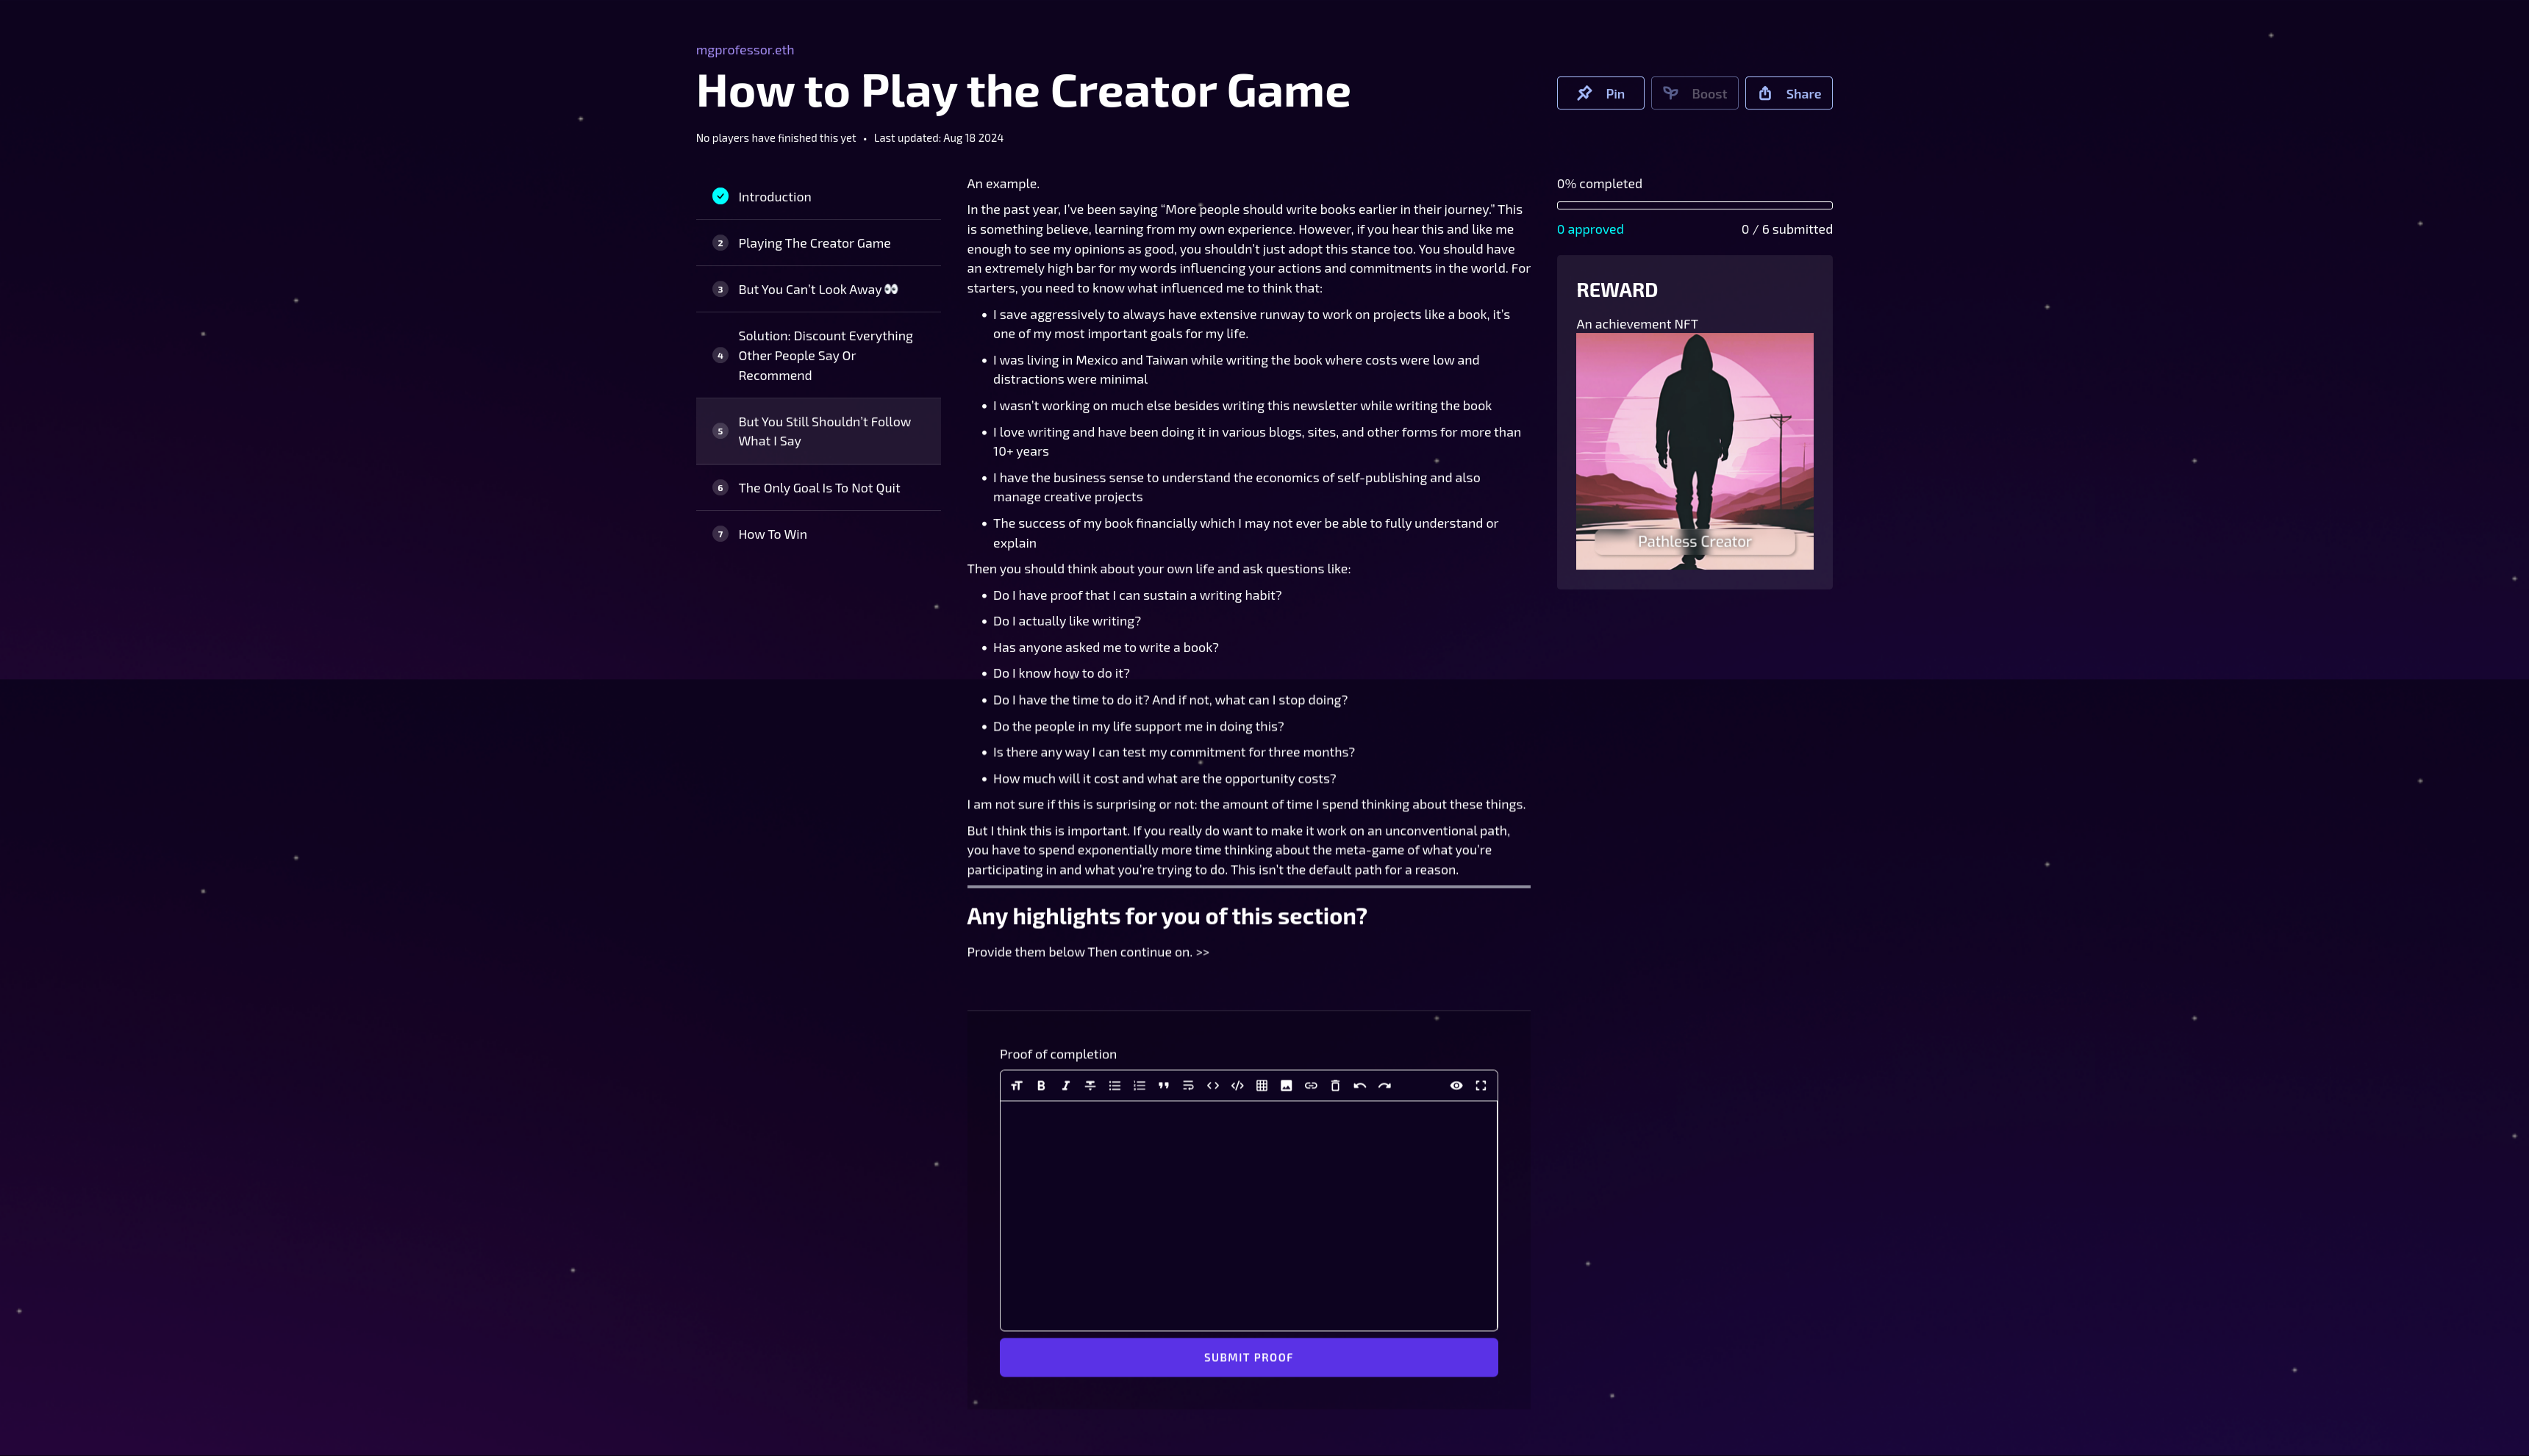 mgprofessor.eth
How to Play the Creator Game
Pin
Boost
Share
No players have finished this yet • Last updated: Aug 18 2024
Introduction
2 Playing The Creator Game
3 But You Can't Look Away 👀
4 Solution: Discount Everything
Other People Say Or
Recommend
5 But You Still Shouldn't Follow
What I Say
6 The Only Goal Is To Not Quit
7 How To Win
An example.
In the past year, I've been saying “More people should write books earlier in their journey.” This
is something believe, learning from my own experience. However, if you hear this and like me
enough to see my opinions as good, you shouldn't just adopt this stance too. You should have
an extremely high bar for my words influencing your actions and commitments in the world. For
starters, you need to know what influenced me to think that:
• I save aggressively to always have extensive runway to work on projects like a book, it's
one of my most important goals for my life.
• I was living in Mexico and Taiwan while writing the book where costs were low and
distractions were minimal
• I wasn't working on much else besides writing this newsletter while writing the book
• I love writing and have been doing it in various blogs, sites, and other forms for more than
10+ years
• I have the business sense to understand the economics of self-publishing and also
manage creative projects
• The success of my book financially which I may not ever be able to fully understand or
explain
Then you should think about your own life and ask questions like:
• Do I have proof that I can sustain a writing habit?
• Do I actually like writing?
• Has anyone asked me to write a book?
• Do I know how to do it?
• Do I have the time to do it? And if not, what can I stop doing?
• Do the people in my life support me in doing this?
• Is there any way I can test my commitment for three months?
• How much will it cost and what are the opportunity costs?
I am not sure if this is surprising or not: the amount of time I spend thinking about these things.
But I think this is important. If you really do want to make it work on an unconventional path,
you have to spend exponentially more time thinking about the meta-game of what you're
participating in and what you're trying to do. This isn't the default path for a reason.
Any highlights for you of this section?
Provide them below Then continue on. >>
Proof of completion
SUBMIT PROOF
0% completed
0 approved
0 / 6 submitted
REWARD
An achievement NFT
Pathless Creator